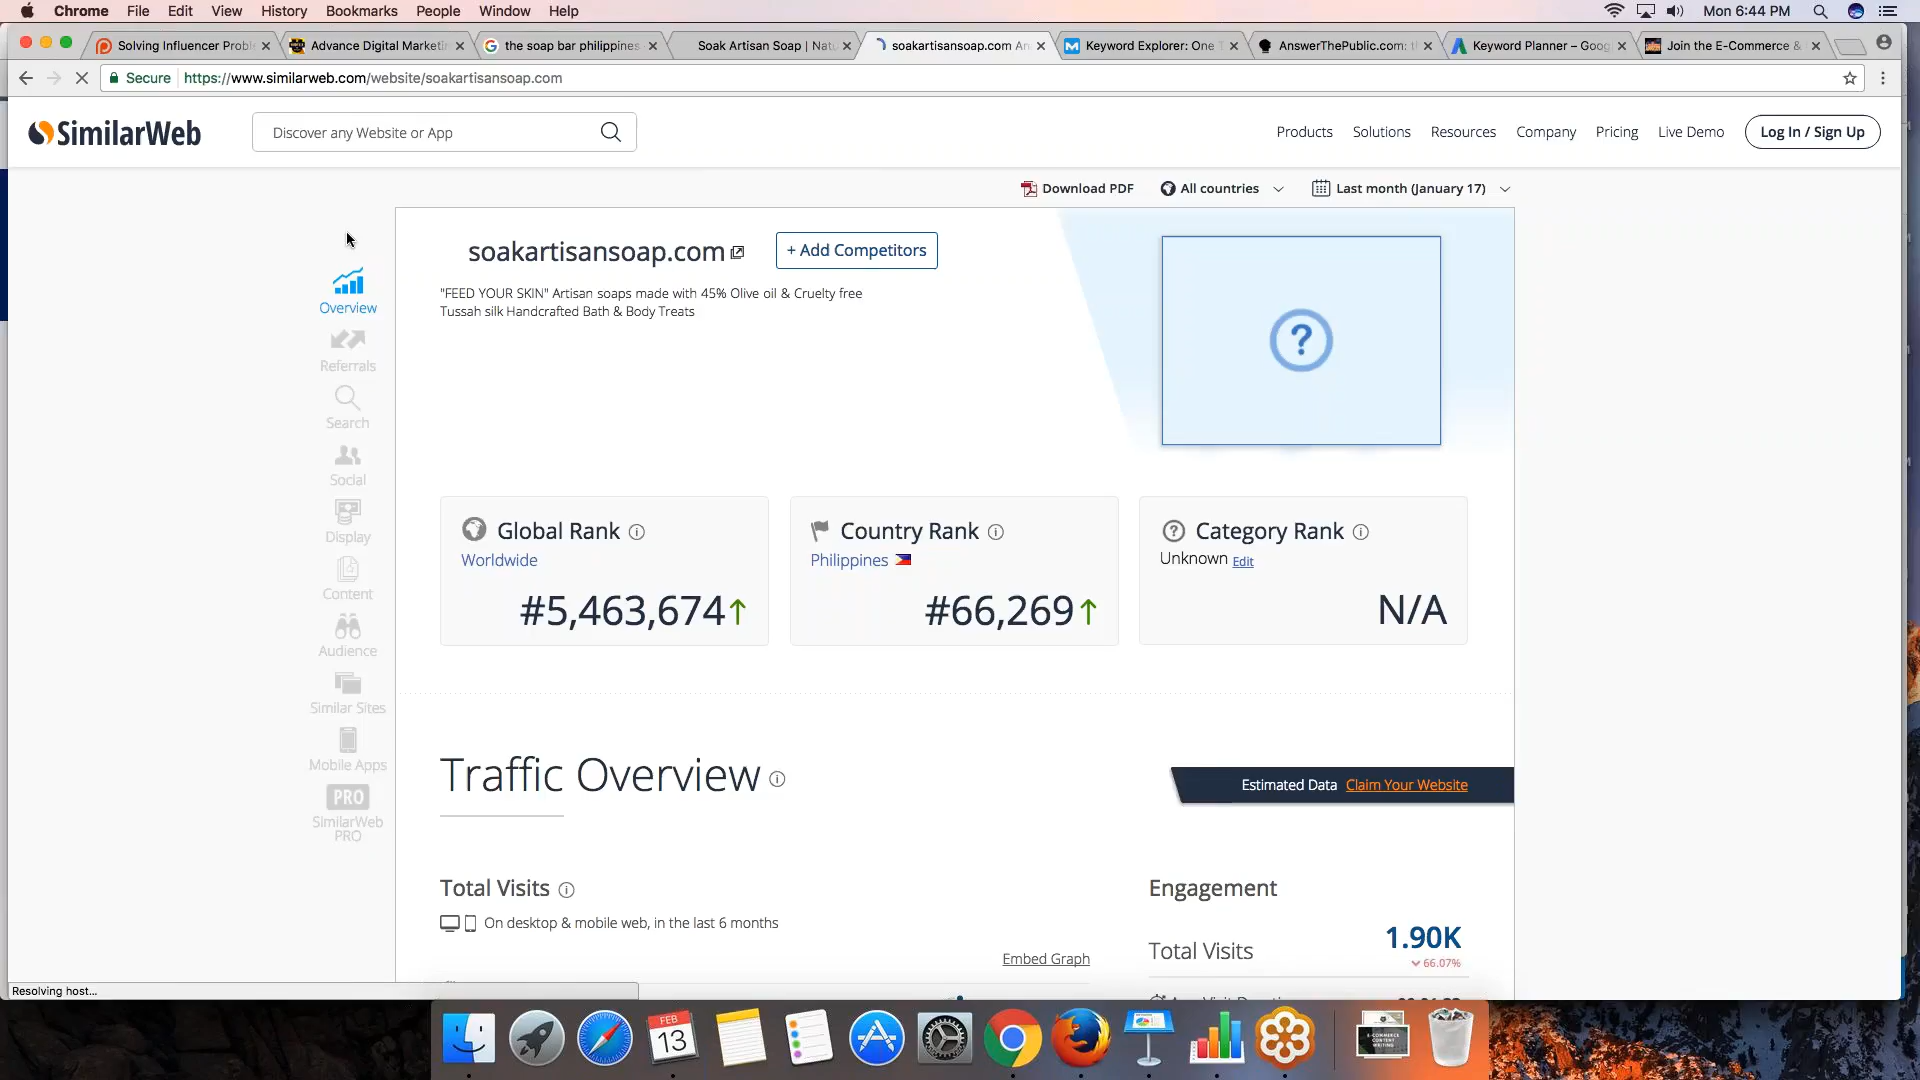 Chrome File Edit View History Bookmarks People Window Help
Mon 6:44 PM
Solving Influencer Prob
Advance Digital Marketi
the soap bar philippines
Soak Artisan Soap | Natu
soakartisansoap.com An
Keyword Explorer: One T
AnswerThePublic.com: th
Keyword Planner – Goog
Join the E-Commerce &
Secure https://www.similarweb.com/website/soakartisansoap.com
SimilarWeb
Discover any Website or App
Products Solutions Resources Company Pricing Live Demo Log In / Sign Up
Download PDF All countries Last month (January 17)
soakartisansoap.com
+ Add Competitors
"FEED YOUR SKIN" Artisan soaps made with 45% Olive oil & Cruelty free
Tussah silk Handcrafted Bath & Body Treats
?
Overview
Referrals
Search
Social
Display
Content
Audience
Similar Sites
Mobile Apps
PRO
SimilarWeb
PRO
Global Rank
Worldwide
#5,463,674
Country Rank
Philippines
#66,269
Category Rank
Unknown Edit
N/A
Traffic Overview
Estimated Data Claim Your Website
Total Visits
On desktop & mobile web, in the last 6 months
Embed Graph
Engagement
Total Visits
1.90K
66.07%
Resolving host...
FEB
13
E-COMMERCE
CONTENT
WRITING